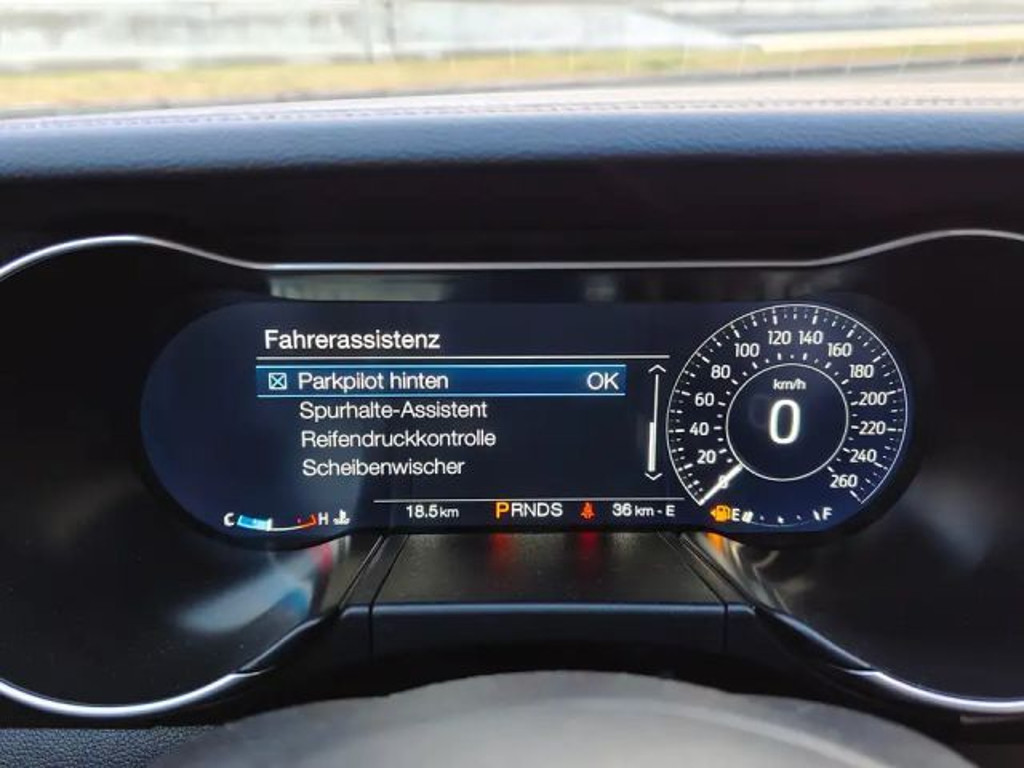 Fahrerassistenz
Parkpilot hinten OK
Spurhalte-Assistent
Reifendruckkontrolle
Scheibenwischer
C H
18.5 km
PRNDS
36 km - E
E F
km/h
0
0 20 40 60 80 100 120 140 160 180 200 220 240 260